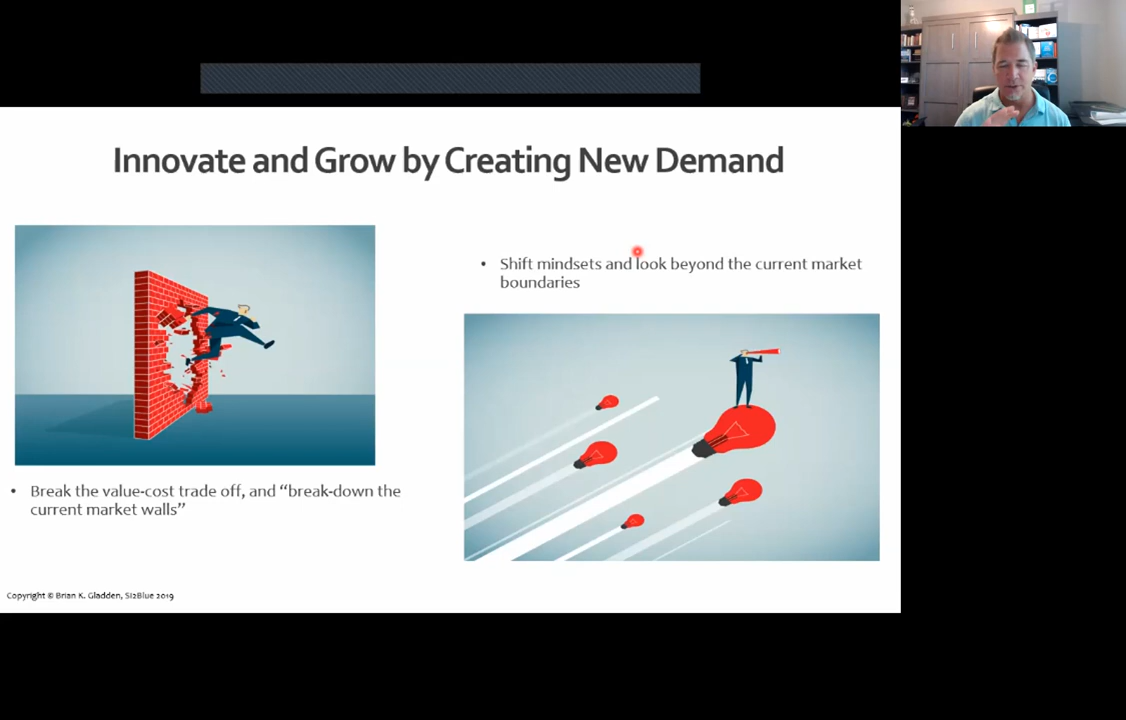 Innovate and Grow by Creating New Demand
• Shift mindsets and look beyond the current market
boundaries
• Break the value-cost trade off, and “break-down the
current market walls”
Copyright © Brian K. Gladden, SI2Blue 2019